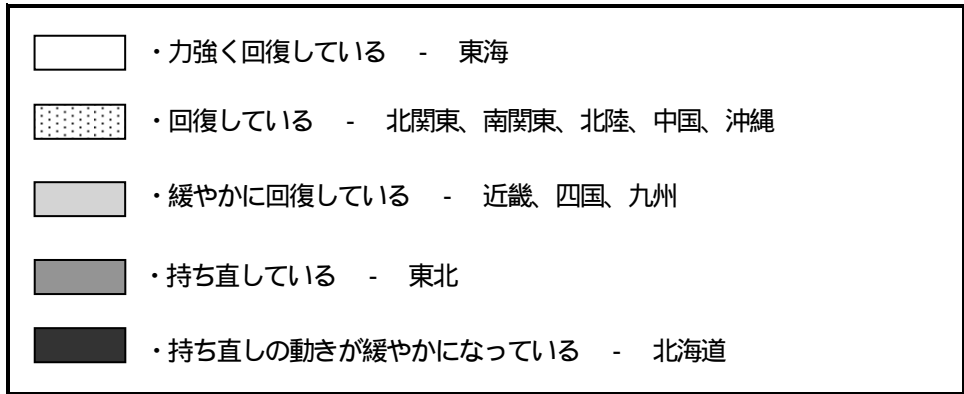 ・力強く回復している　-　東海
・回復している　-　北関東、南関東、北陸、中国、沖縄
・緩やかに回復している　-　近畿、四国、九州
・持ち直している　-　東北
・持ち直しの動きが緩やかになっている　-　北海道